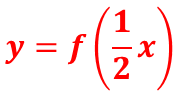 y = f(1/2 x)